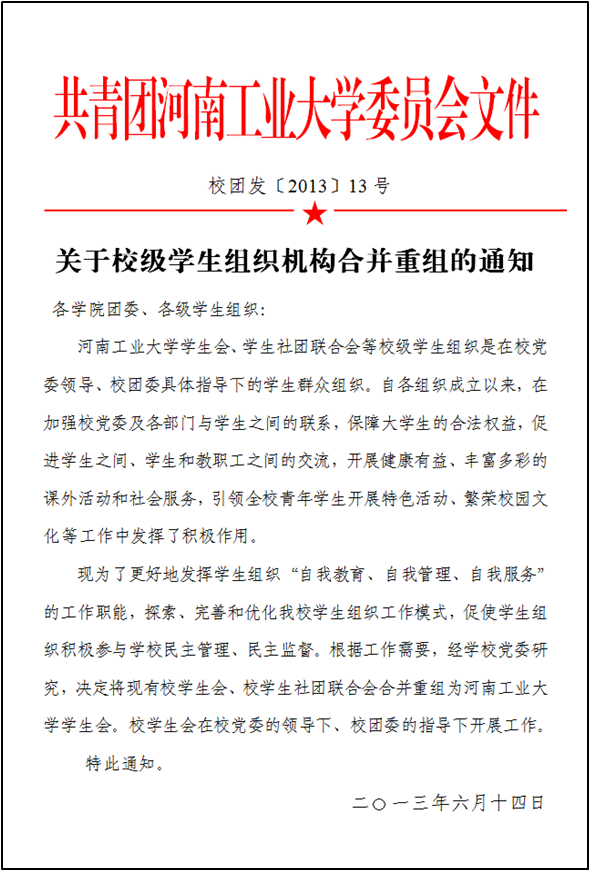 共青团河南工业大学委员会文件
校团发〔2013〕13 号
关于校级学生组织机构合并重组的通知
各学院团委、各级学生组织：
河南工业大学学生会、学生社团联合会等校级学生组织是在校党
委领导、校团委具体指导下的学生群众组织。自各组织成立以来，在
加强校党委及各部门与学生之间的联系，保障大学生的合法权益，促
进学生之间、学生和教职工之间的交流，开展健康有益、丰富多彩的
课外活动和社会服务，引领全校青年学生开展特色活动、繁荣校园文
化等工作中发挥了积极作用。
现为了更好地发挥学生组织“自我教育、自我管理、自我服务”
的工作职能，探索、完善和优化我校学生组织工作模式，促使学生组
织积极参与学校民主管理、民主监督。根据工作需要，经学校党委研
究，决定将现有校学生会、校学生社团联合会合并重组为河南工业大
学学生会。校学生会在校党委的领导下、校团委的指导下开展工作。
特此通知。
二〇一三年六月十四日